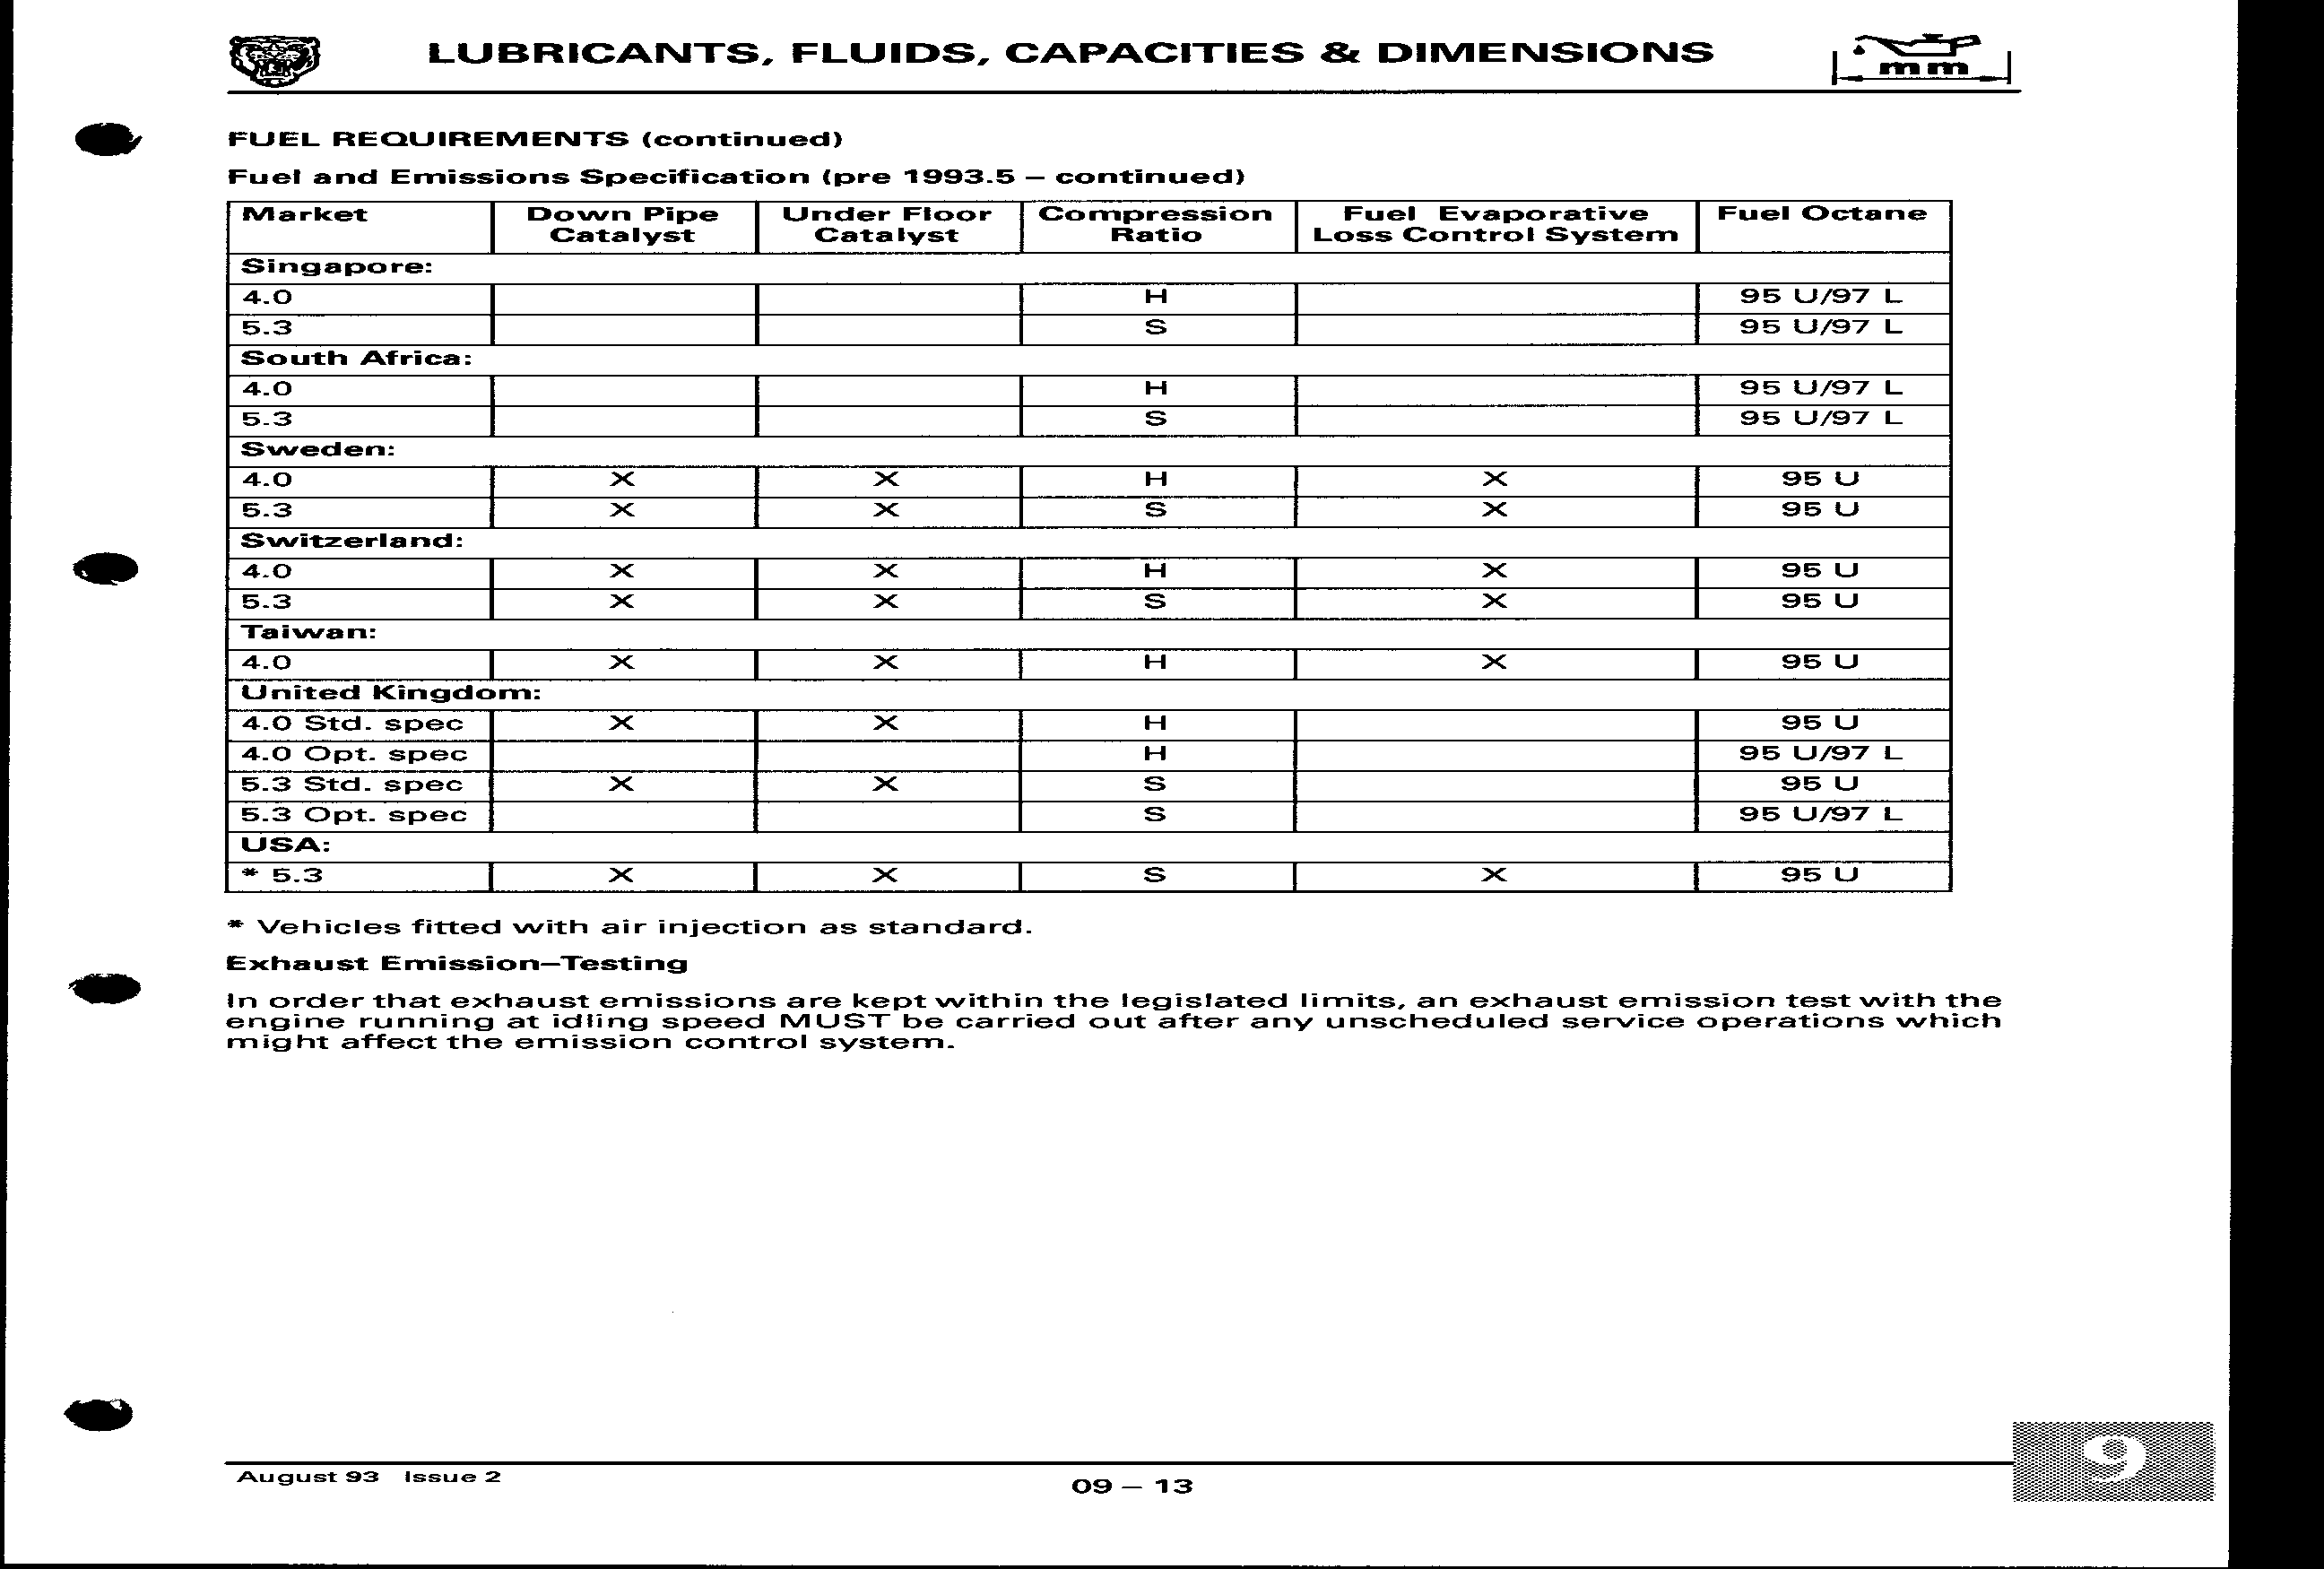 LUBRICANTS, FLUIDS, CAPACITIES & DIMENSIONS
mm
FUEL REQUIREMENTS (continued)
Fuel and Emissions Specification (pre 1993.5 – continued)
Market Down Pipe Under Floor Compression Fuel Evaporative Fuel Octane
Catalyst Catalyst Ratio Loss Control System
Singapore:
4.0 H 95 U/97 L
5.3 S 95 U/97 L
South Africa:
4.0 H 95 U/97 L
5.3 S 95 U/97 L
Sweden:
4.0 X X H X 95 U
5.3 X X S X 95 U
Switzerland:
4.0 X X H X 95 U
5.3 X X S X 95 U
Taiwan:
4.0 X X H X 95 U
United Kingdom:
4.0 Std. spec X X H 95 U
4.0 Opt. spec H 95 U/97 L
5.3 Std. spec X X S 95 U
5.3 Opt. spec S 95 U/97 L
USA:
* 5.3 X X S X 95 U
* Vehicles fitted with air injection as standard.
Exhaust Emission–Testing
In order that exhaust emissions are kept within the legislated limits, an exhaust emission test with the
engine running at idling speed MUST be carried out after any unscheduled service operations which
might affect the emission control system.
August 93 Issue 2
09 – 13
9